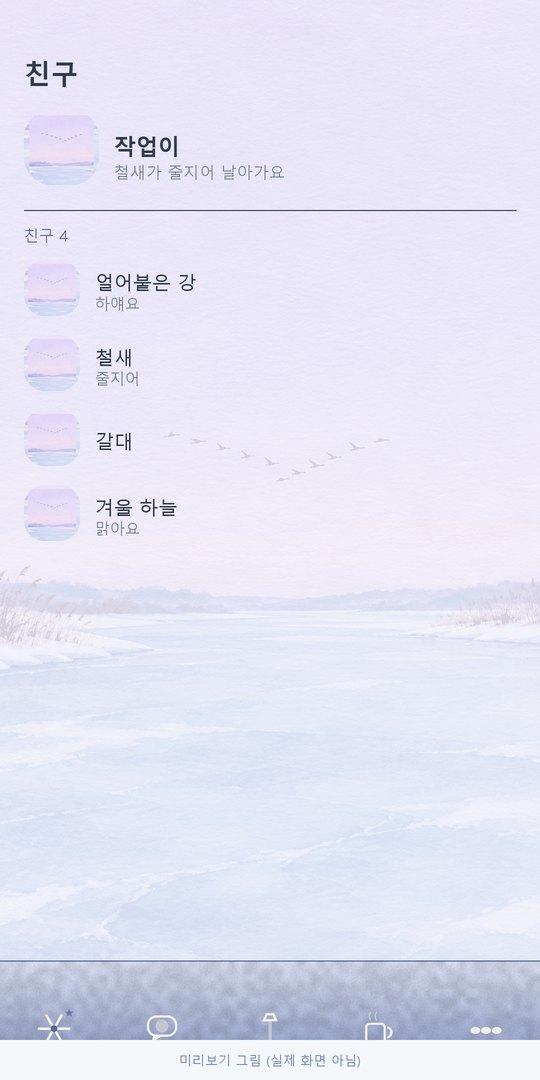 친구
작업이
철새가 줄지어 날아가요
친구 4
얼어붙은 강
하얘요
철새
줄지어
갈대
겨울 하늘
맑아요
미리보기 그림 (실제 화면 아님)